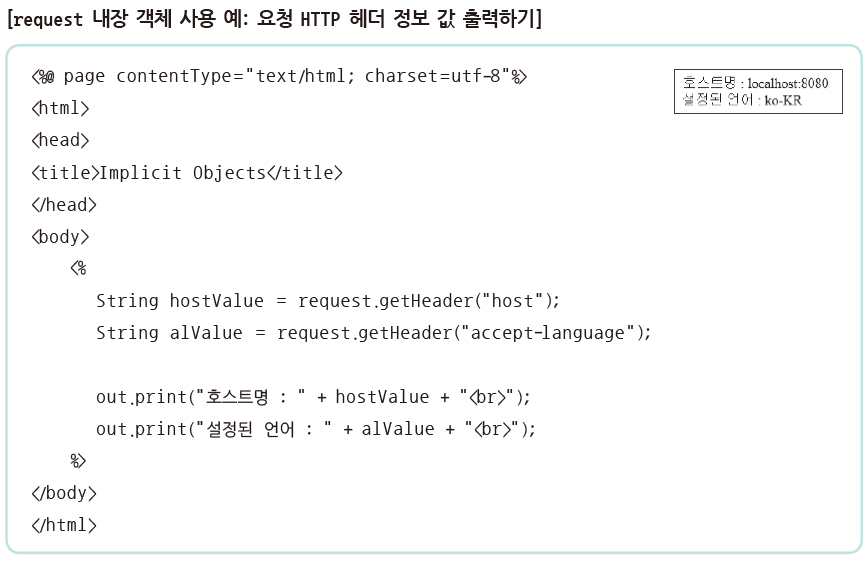 [request 내장 객체 사용 예: 요청 HTTP 헤더 정보 값 출력하기]
<%@ page contentType="text/html; charset=utf-8"%>
<html>
<head>
<title>Implicit Objects</title>
</head>
<body>
<%
String hostValue = request.getHeader("host");
String alValue = request.getHeader("accept-language");
out.print("호스트명 : " + hostValue + "<br>");
out.print("설정된 언어 : " + alValue + "<br>");
%>
</body>
</html>
호스트명 : localhost:8080
설정된 언어 : ko-KR